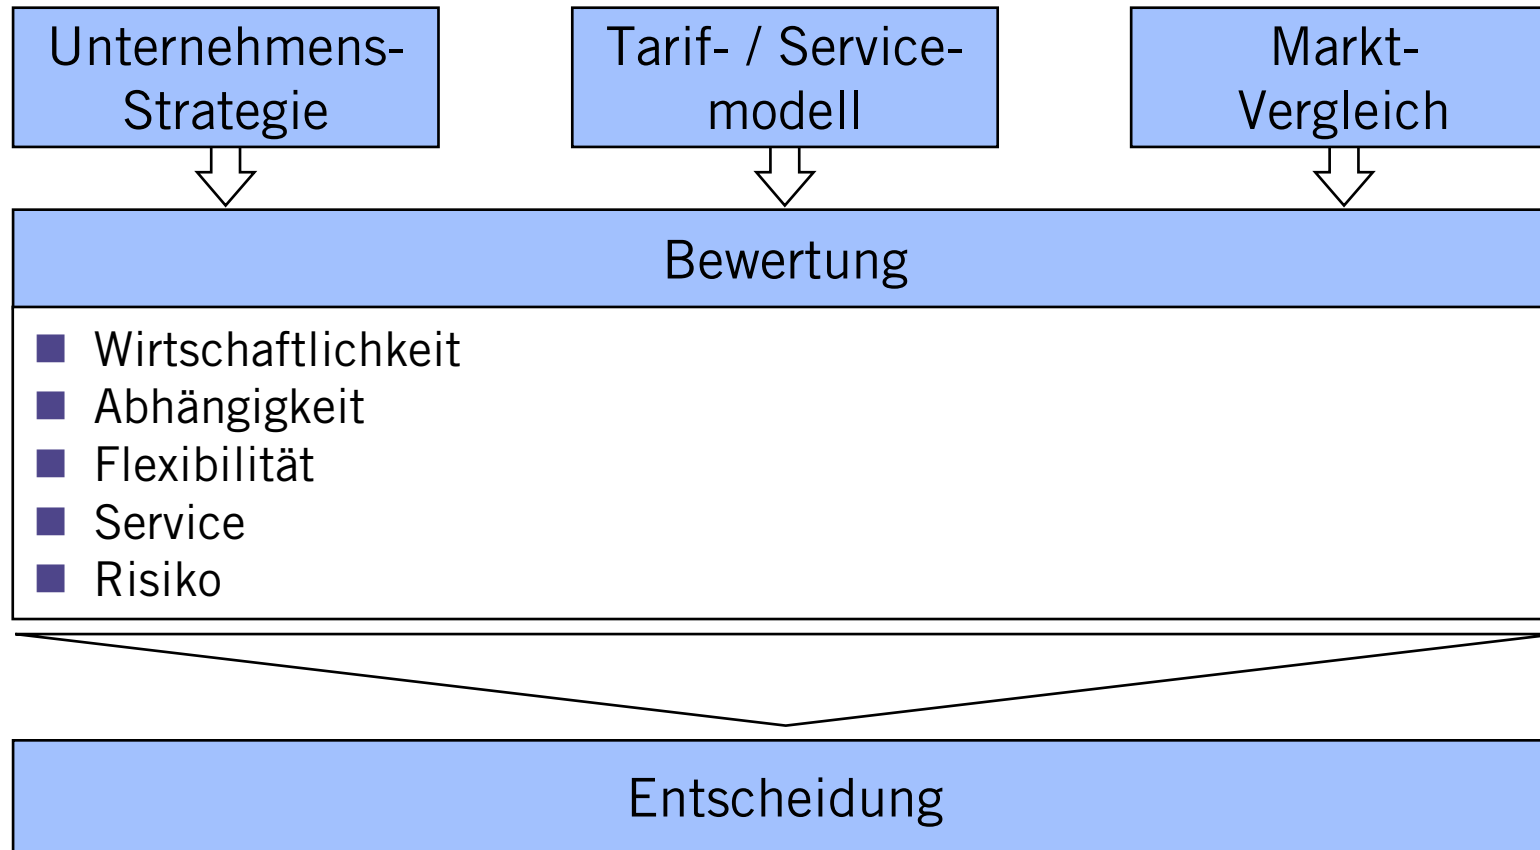 Unternehmens-
Strategie
Tarif- / Service-
modell
Markt-
Vergleich
Bewertung
Wirtschaftlichkeit
Abhängigkeit
Flexibilität
Service
Risiko
Entscheidung